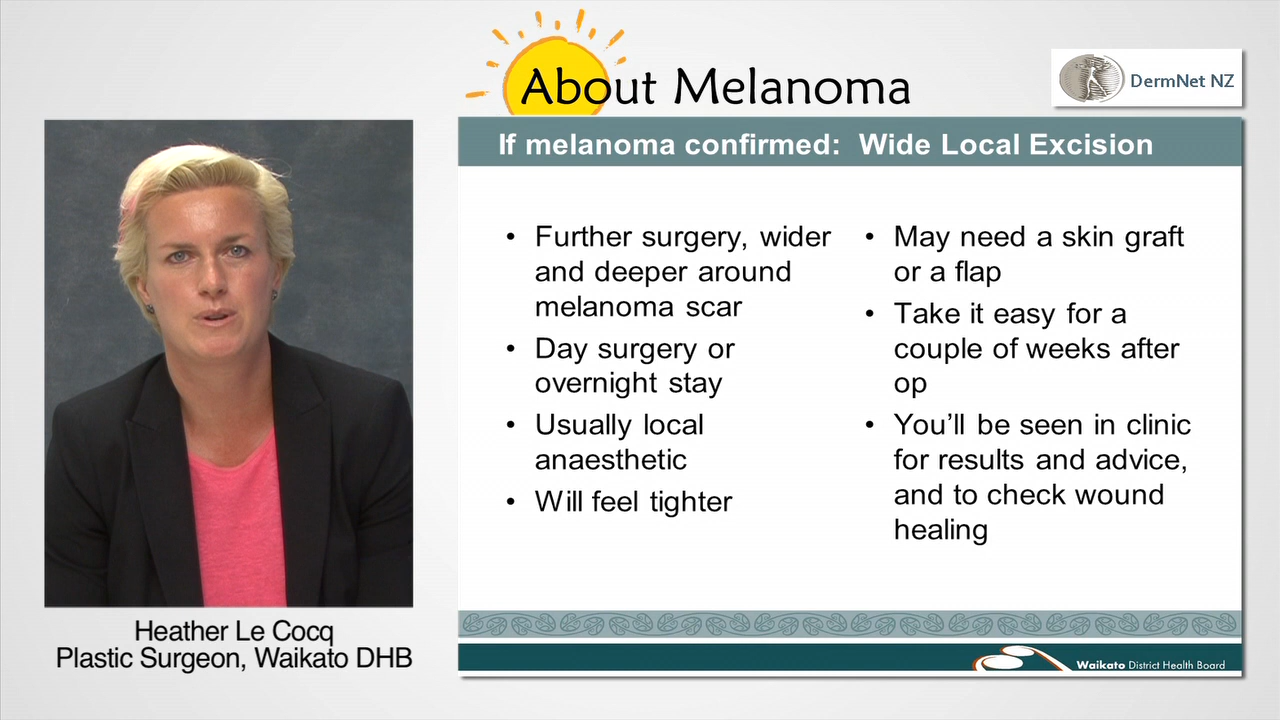 About Melanoma
DermNet NZ
If melanoma confirmed: Wide Local Excision
• Further surgery, wider
and deeper around
melanoma scar
• Day surgery or
overnight stay
• Usually local
anaesthetic
• Will feel tighter
• May need a skin graft
or a flap
• Take it easy for a
couple of weeks after
op
• You’ll be seen in clinic
for results and advice,
and to check wound
healing
Heather Le Cocq
Plastic Surgeon, Waikato DHB
Waikato District Health Board